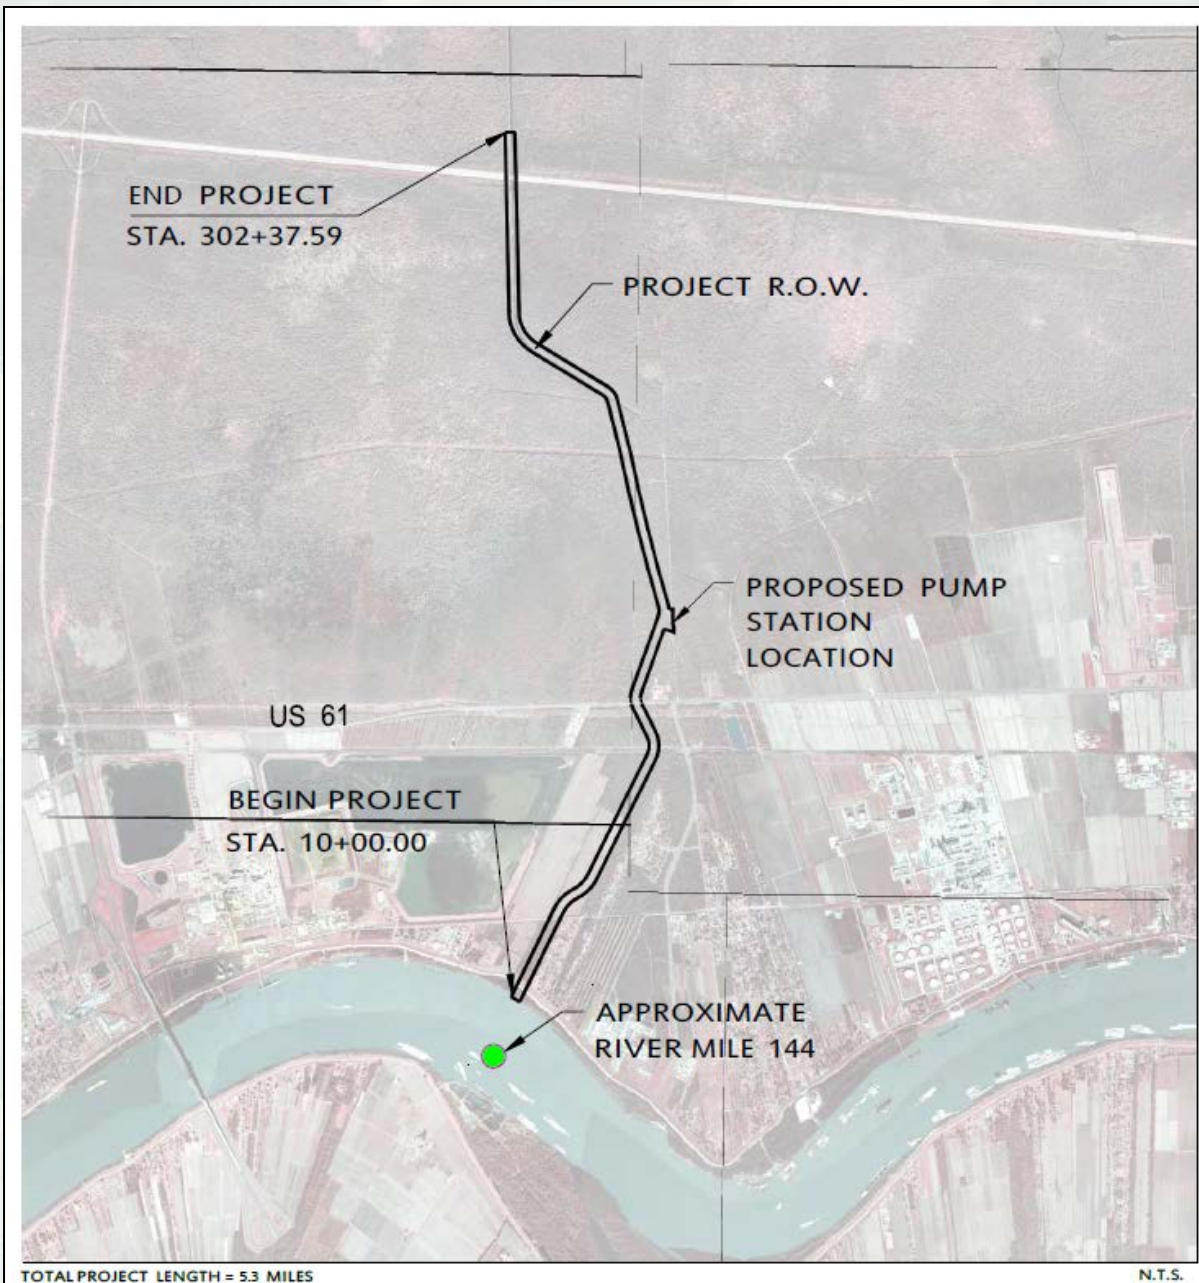 END PROJECT
STA. 302+37.59
PROJECT R.O.W.
PROPOSED PUMP
STATION
LOCATION
US 61
BEGIN PROJECT
STA. 10+00.00
APPROXIMATE
RIVER MILE 144
TOTAL PROJECT LENGTH = 5.3 MILES
N.T.S.